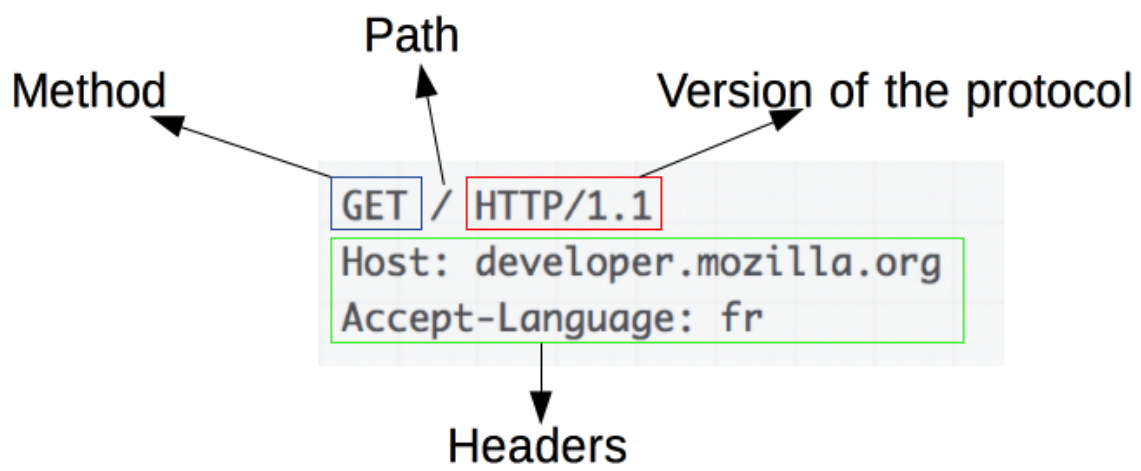 Path
Method
Version of the protocol
GET / HTTP/1.1
Host: developer.mozilla.org
Accept-Language: fr
Headers